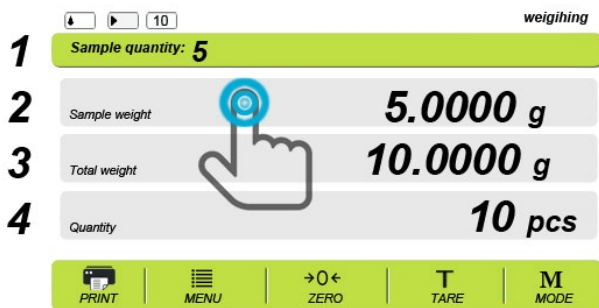 10 weigihing
1 Sample quantity: 5
2 Sample weight 5.0000 g
3 Total weight 10.0000 g
4 Quantity 10 pcs
PRINT MENU →0← ZERO T TARE M MODE